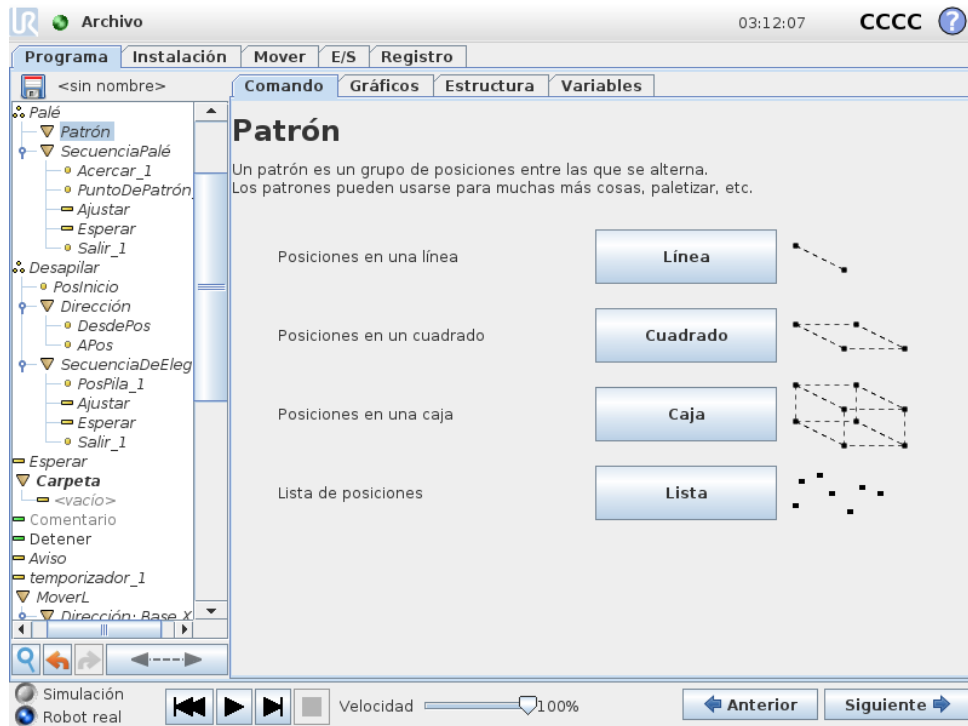 UR Archivo 03:12:07 CCCC ?
Programa Instalación Mover E/S Registro
<sin nombre>
Comando Gráficos Estructura Variables
Palé
Patrón
SecuenciaPalé
Acercar_1
PuntoDePatrón_
Ajustar
Esperar
Salir_1
Desapilar
PosInicio
Dirección
DesdePos
APos
SecuenciaDeEleg
PosPila_1
Ajustar
Esperar
Salir_1
Esperar
Carpeta
<vacío>
Comentario
Detener
Aviso
temporizador_1
MoverL
Dirección: Base X
Patrón
Un patrón es un grupo de posiciones entre las que se alterna.
Los patrones pueden usarse para muchas más cosas, paletizar, etc.
Posiciones en una línea Línea
Posiciones en un cuadrado Cuadrado
Posiciones en una caja Caja
Lista de posiciones Lista
Simulación
Robot real
Velocidad 100%
Anterior Siguiente